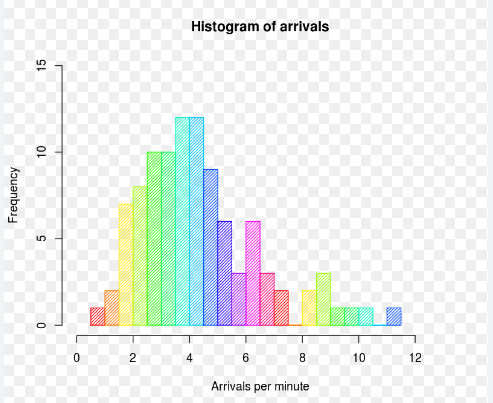 Histogram of arrivals
15
10
5
0
Frequency
0 2 4 6 8 10 12
Arrivals per minute